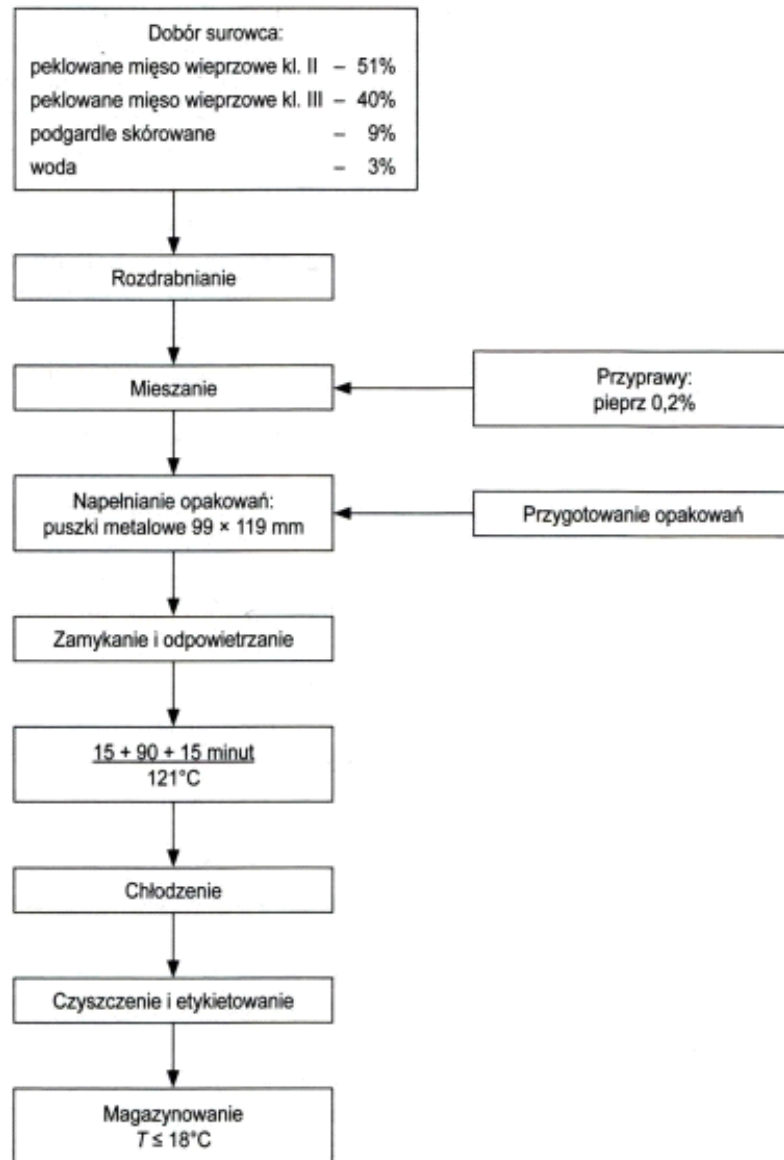 Dobór surowca:
peklowane mięso wieprzowe kl. II – 51%
peklowane mięso wieprzowe kl. III – 40%
podgardle skórowane – 9%
woda – 3%
Rozdrabnianie
Mieszanie
Przyprawy:
pieprz 0,2%
Napełnianie opakowań:
puszki metalowe 99 × 119 mm
Przygotowanie opakowań
Zamykanie i odpowietrzanie
15 + 90 + 15 minut
121°C
Chłodzenie
Czyszczenie i etykietowanie
Magazynowanie
T ≤ 18°C